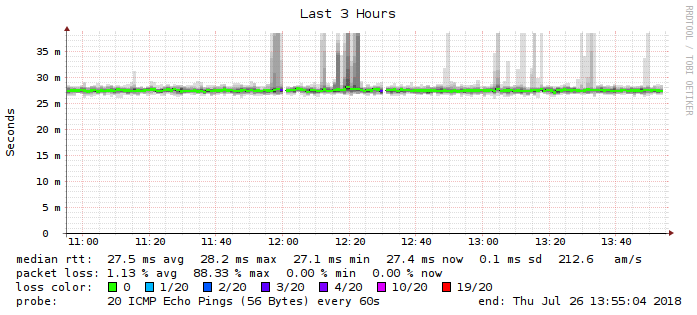 Last 3 Hours
RRDTOOL / TOBI OETIKER
Seconds
35 m
30 m
25 m
20 m
15 m
10 m
5 m
0
11:00 11:20 11:40 12:00 12:20 12:40 13:00 13:20 13:40
median rtt: 27.5 ms avg 28.2 ms max 27.1 ms min 27.4 ms now 0.1 ms sd 212.6 am/s
packet loss: 1.13 % avg 88.33 % max 0.00 % min 0.00 % now
loss color: 0 1/20 2/20 3/20 4/20 10/20 19/20
probe: 20 ICMP Echo Pings (56 Bytes) every 60s end: Thu Jul 26 13:55:04 2018